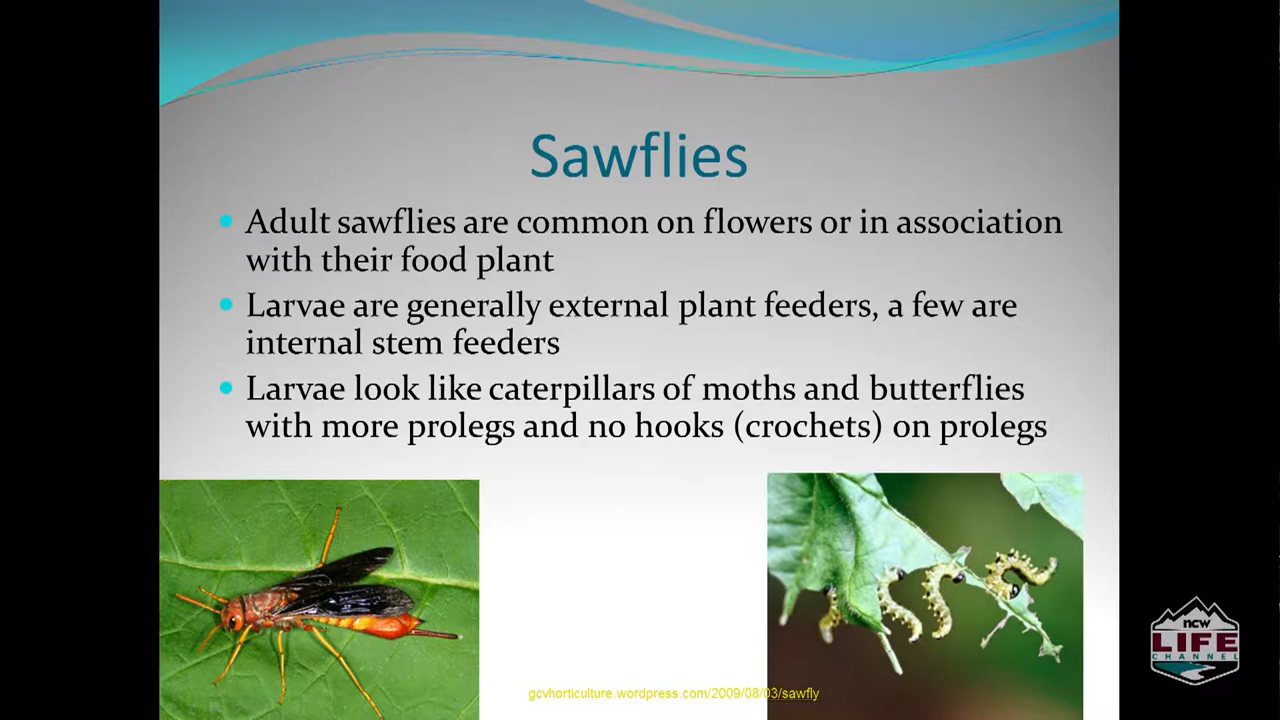 Sawflies
Adult sawflies are common on flowers or in association
with their food plant
Larvae are generally external plant feeders, a few are
internal stem feeders
Larvae look like caterpillars of moths and butterflies
with more prolegs and no hooks (crochets) on prolegs
gcvhorticulture.wordpress.com/2009/08/03/sawfly
ncw
LIFE
CHANNEL